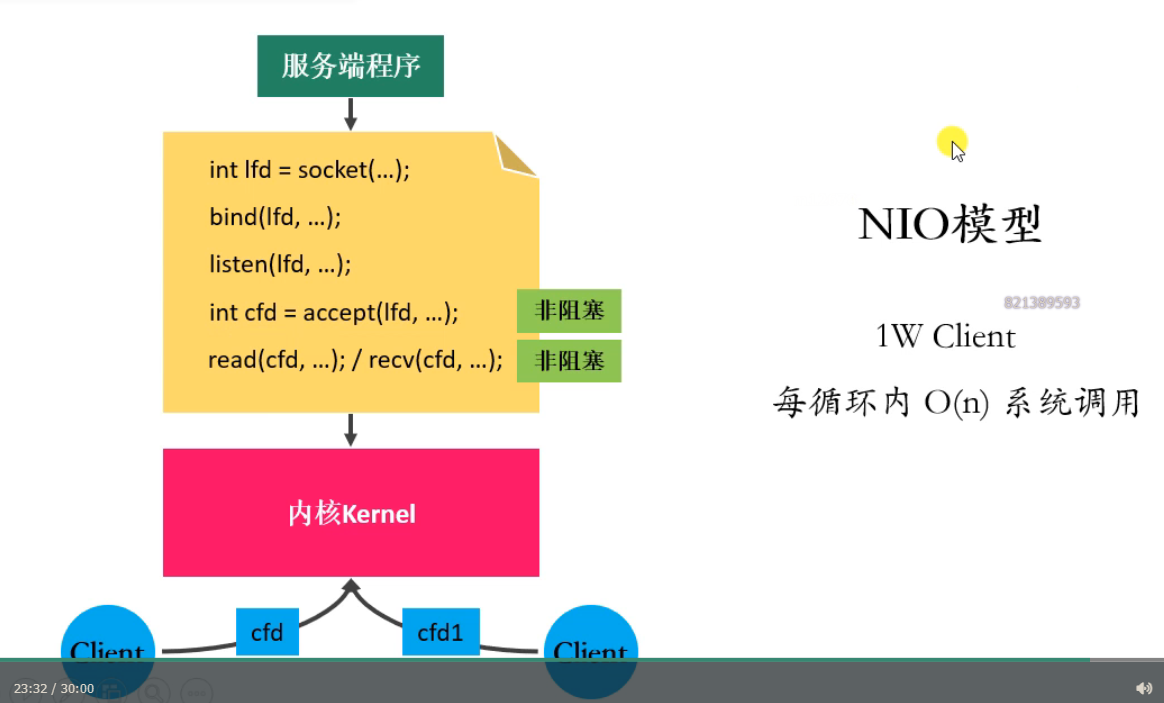 服务端程序
int lfd = socket(...);
bind(lfd, ...);
listen(lfd, ...);
int cfd = accept(lfd, ...);
非阻塞
read(cfd, ...); / recv(cfd, ...);
非阻塞
内核Kernel
cfd
cfd1
Client
Client
NIO模型
821389593
1W Client
每循环内 O(n) 系统调用
23:32 / 30:00